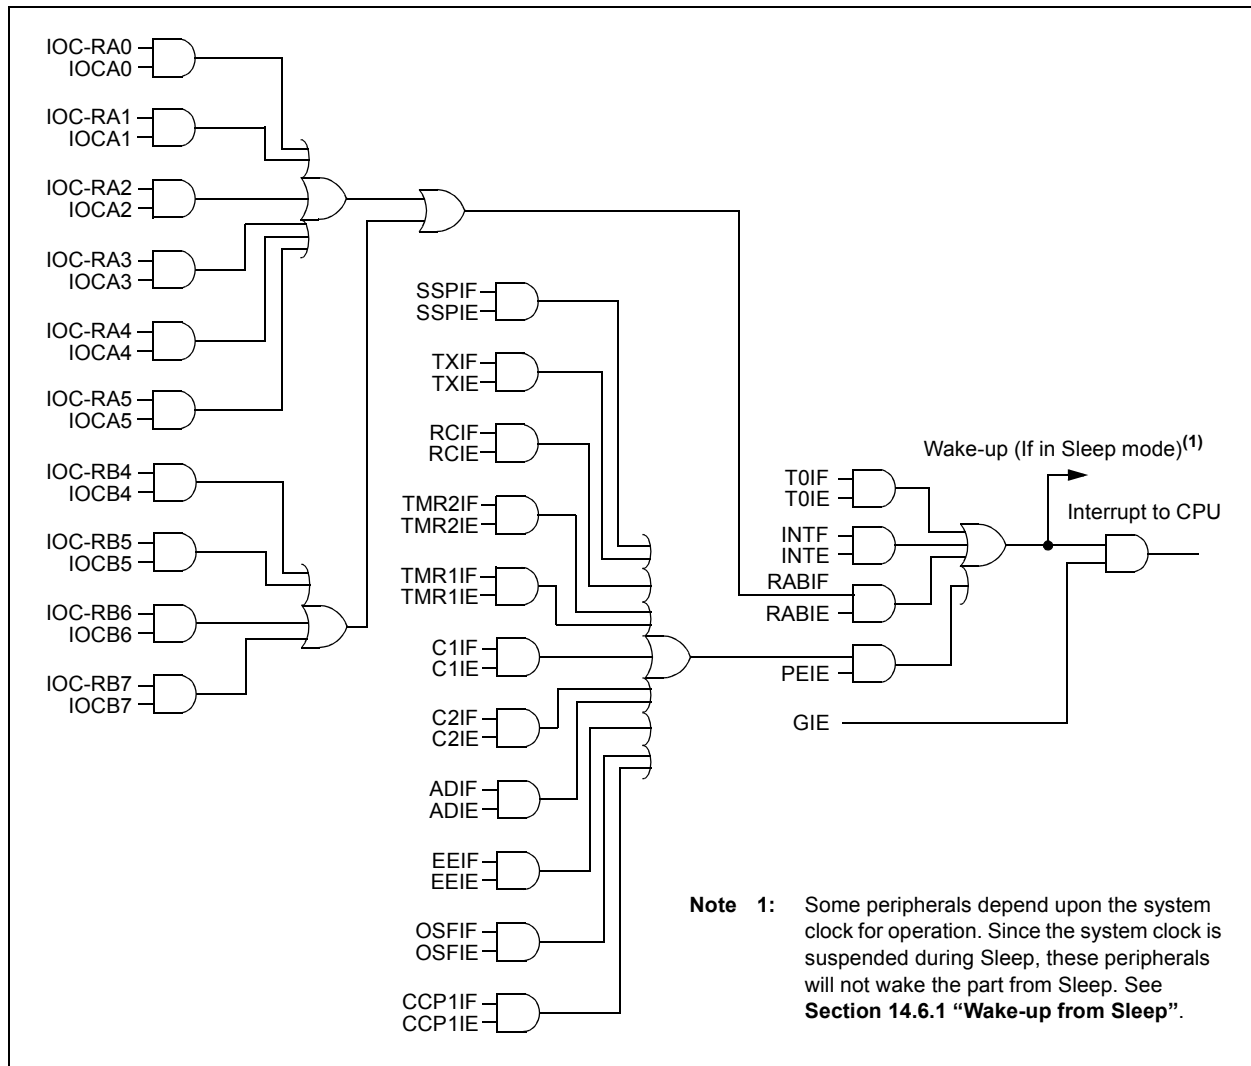 IOC-RA0
IOCA0
IOC-RA1
IOCA1
IOC-RA2
IOCA2
IOC-RA3
IOCA3
IOC-RA4
IOCA4
IOC-RA5
IOCA5
IOC-RB4
IOCB4
IOC-RB5
IOCB5
IOC-RB6
IOCB6
IOC-RB7
IOCB7
SSPIF
SSPIE
TXIF
TXIE
RCIF
RCIE
TMR2IF
TMR2IE
TMR1IF
TMR1IE
C1IF
C1IE
C2IF
C2IE
ADIF
ADIE
EEIF
EEIE
OSFIF
OSFIE
CCP1IF
CCP1IE
Wake-up (If in Sleep mode)(1)
T0IF
T0IE
Interrupt to CPU
INTF
INTE
RABIF
RABIE
PEIE
GIE
Note 1: Some peripherals depend upon the system
clock for operation. Since the system clock is
suspended during Sleep, these peripherals
will not wake the part from Sleep. See
Section 14.6.1 “Wake-up from Sleep”.